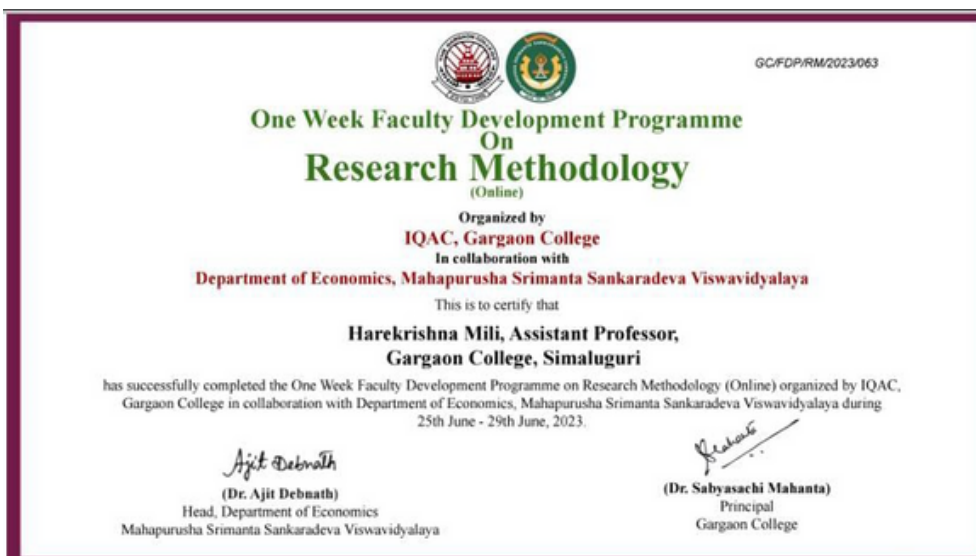 GC/FDP/RM/2023/063
One Week Faculty Development Programme
On
Research Methodology
(Online)
Organized by
IQAC, Gargaon College
In collaboration with
Department of Economics, Mahapurusha Srimanta Sankaradeva Viswavidyalaya
This is to certify that
Harekrishna Mili, Assistant Professor,
Gargaon College, Simaluguri
has successfully completed the One Week Faculty Development Programme on Research Methodology (Online) organized by IQAC,
Gargaon College in collaboration with Department of Economics, Mahapurusha Srimanta Sankaradeva Viswavidyalaya during
25th June - 29th June, 2023.
Ajit Debnath
(Dr. Ajit Debnath)
Head, Department of Economics
Mahapurusha Srimanta Sankaradeva Viswavidyalaya
(Dr. Sabyasachi Mahanta)
Principal
Gargaon College